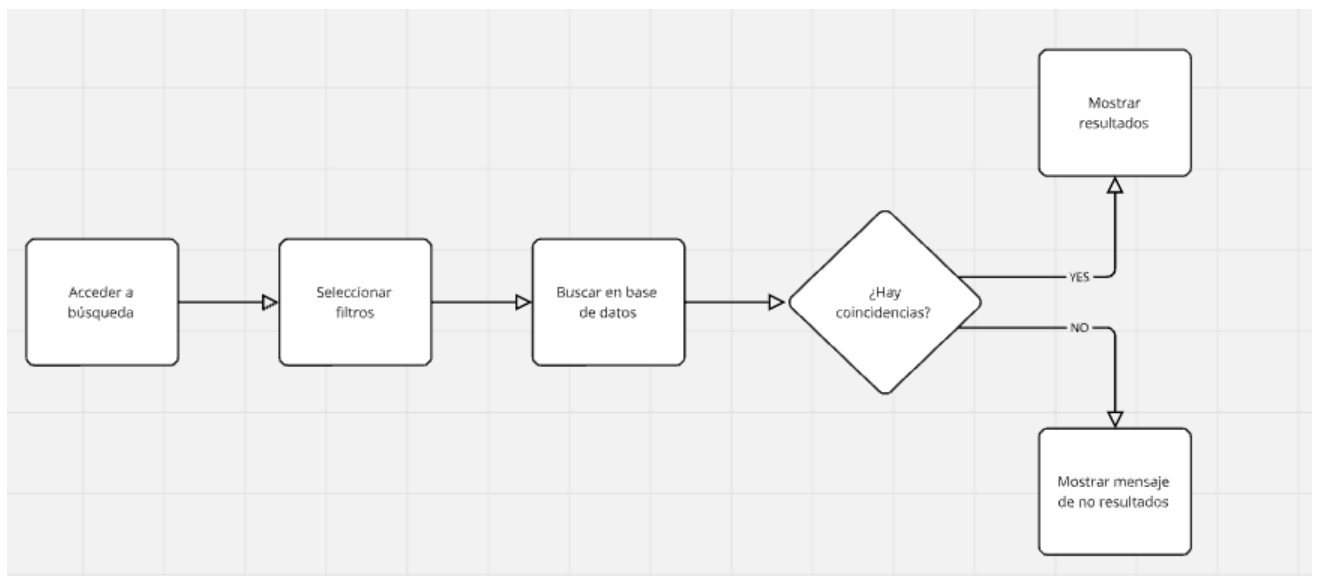 Acceder a
búsqueda
Seleccionar
filtros
Buscar en base
de datos
¿Hay
coincidencias?
YES
Mostrar
resultados
NO
Mostrar mensaje
de no resultados